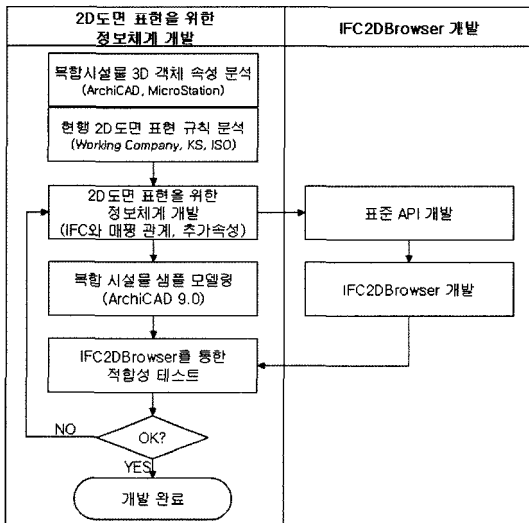 2D도면 표현을 위한
정보체계 개발
IFC2DBrowser 개발
복합시설물 3D 객체 속성 분석
(ArchiCAD, MicroStation)
현행 2D도면 표현 규칙 분석
(Working Company, KS, ISO)
2D도면 표현을 위한
정보체계 개발
(IFC와 매핑 관계, 추가속성)
표준 API 개발
복합 시설물 샘플 모델링
(ArchiCAD 9.0)
IFC2DBrowser 개발
IFC2DBrowser를 통한
적합성 테스트
NO
OK?
YES
개발 완료